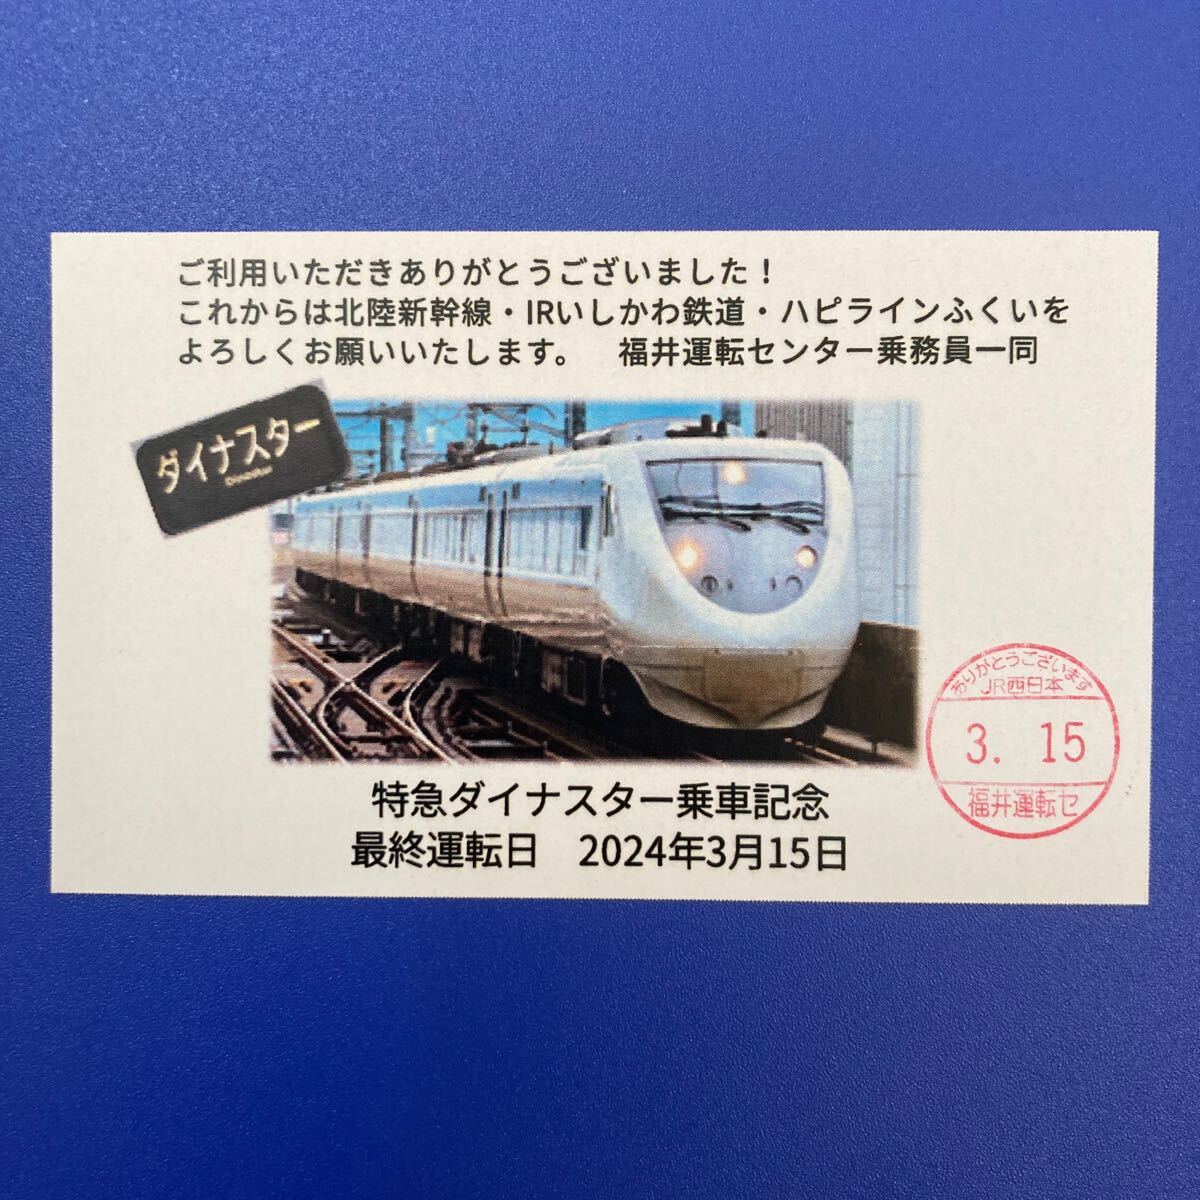 ご利用いただきありがとうございました！
これからは北陸新幹線・IRいしかわ鉄道・ハピラインふくいを
よろしくお願いいたします。　福井運転センター乗務員一同
ダイナスター
Dinostar
ありがとうございます
JR西日本
3. 15
福井運転セ
特急ダイナスター乗車記念
最終運転日　2024年3月15日